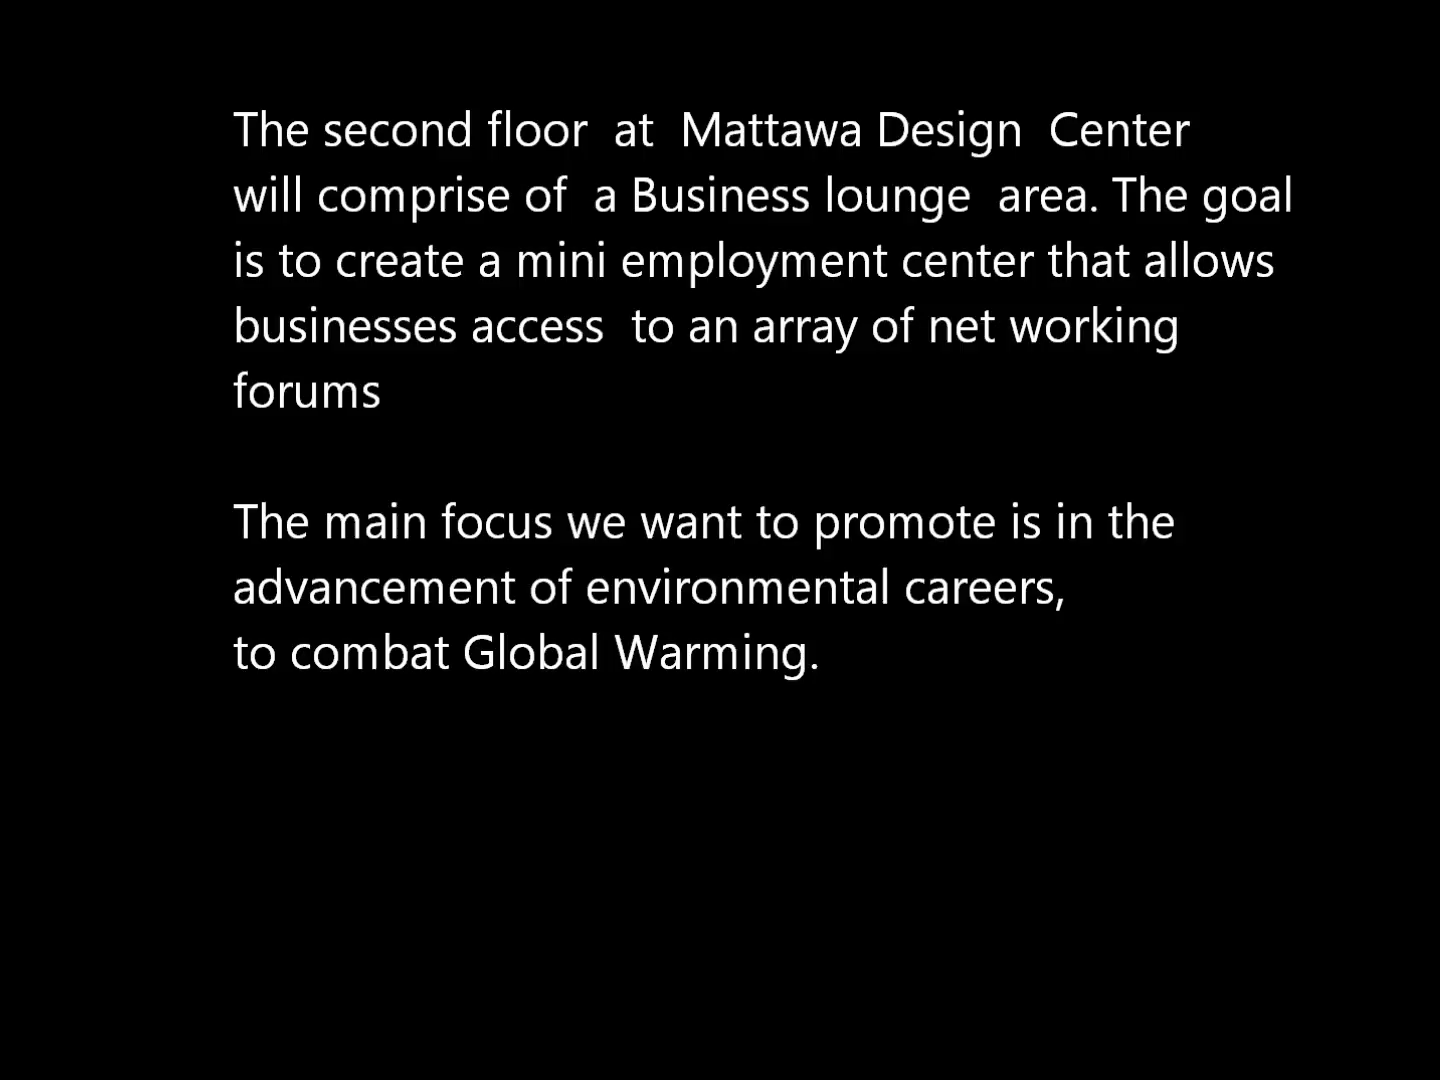 The second floor  at  Mattawa Design  Center
will comprise of  a Business lounge  area. The goal
is to create a mini employment center that allows
businesses access  to an array of net working
forums
The main focus we want to promote is in the
advancement of environmental careers,
to combat Global Warming.